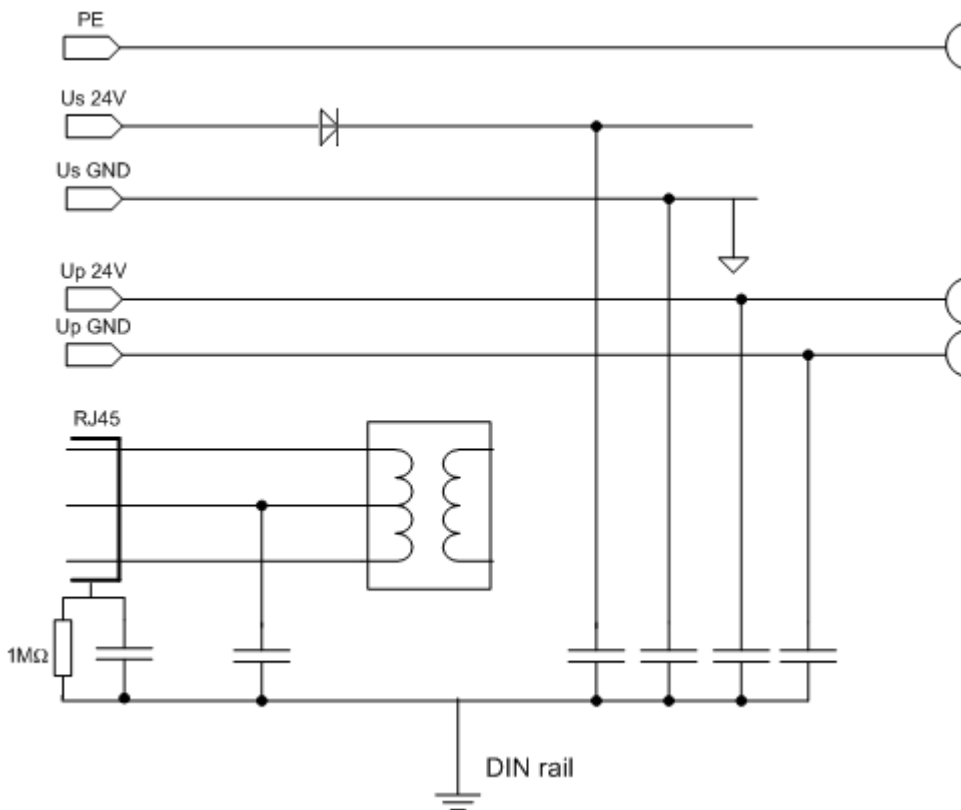 PE
Us 24V
Us GND
Up 24V
Up GND
RJ45
1MΩ
DIN rail